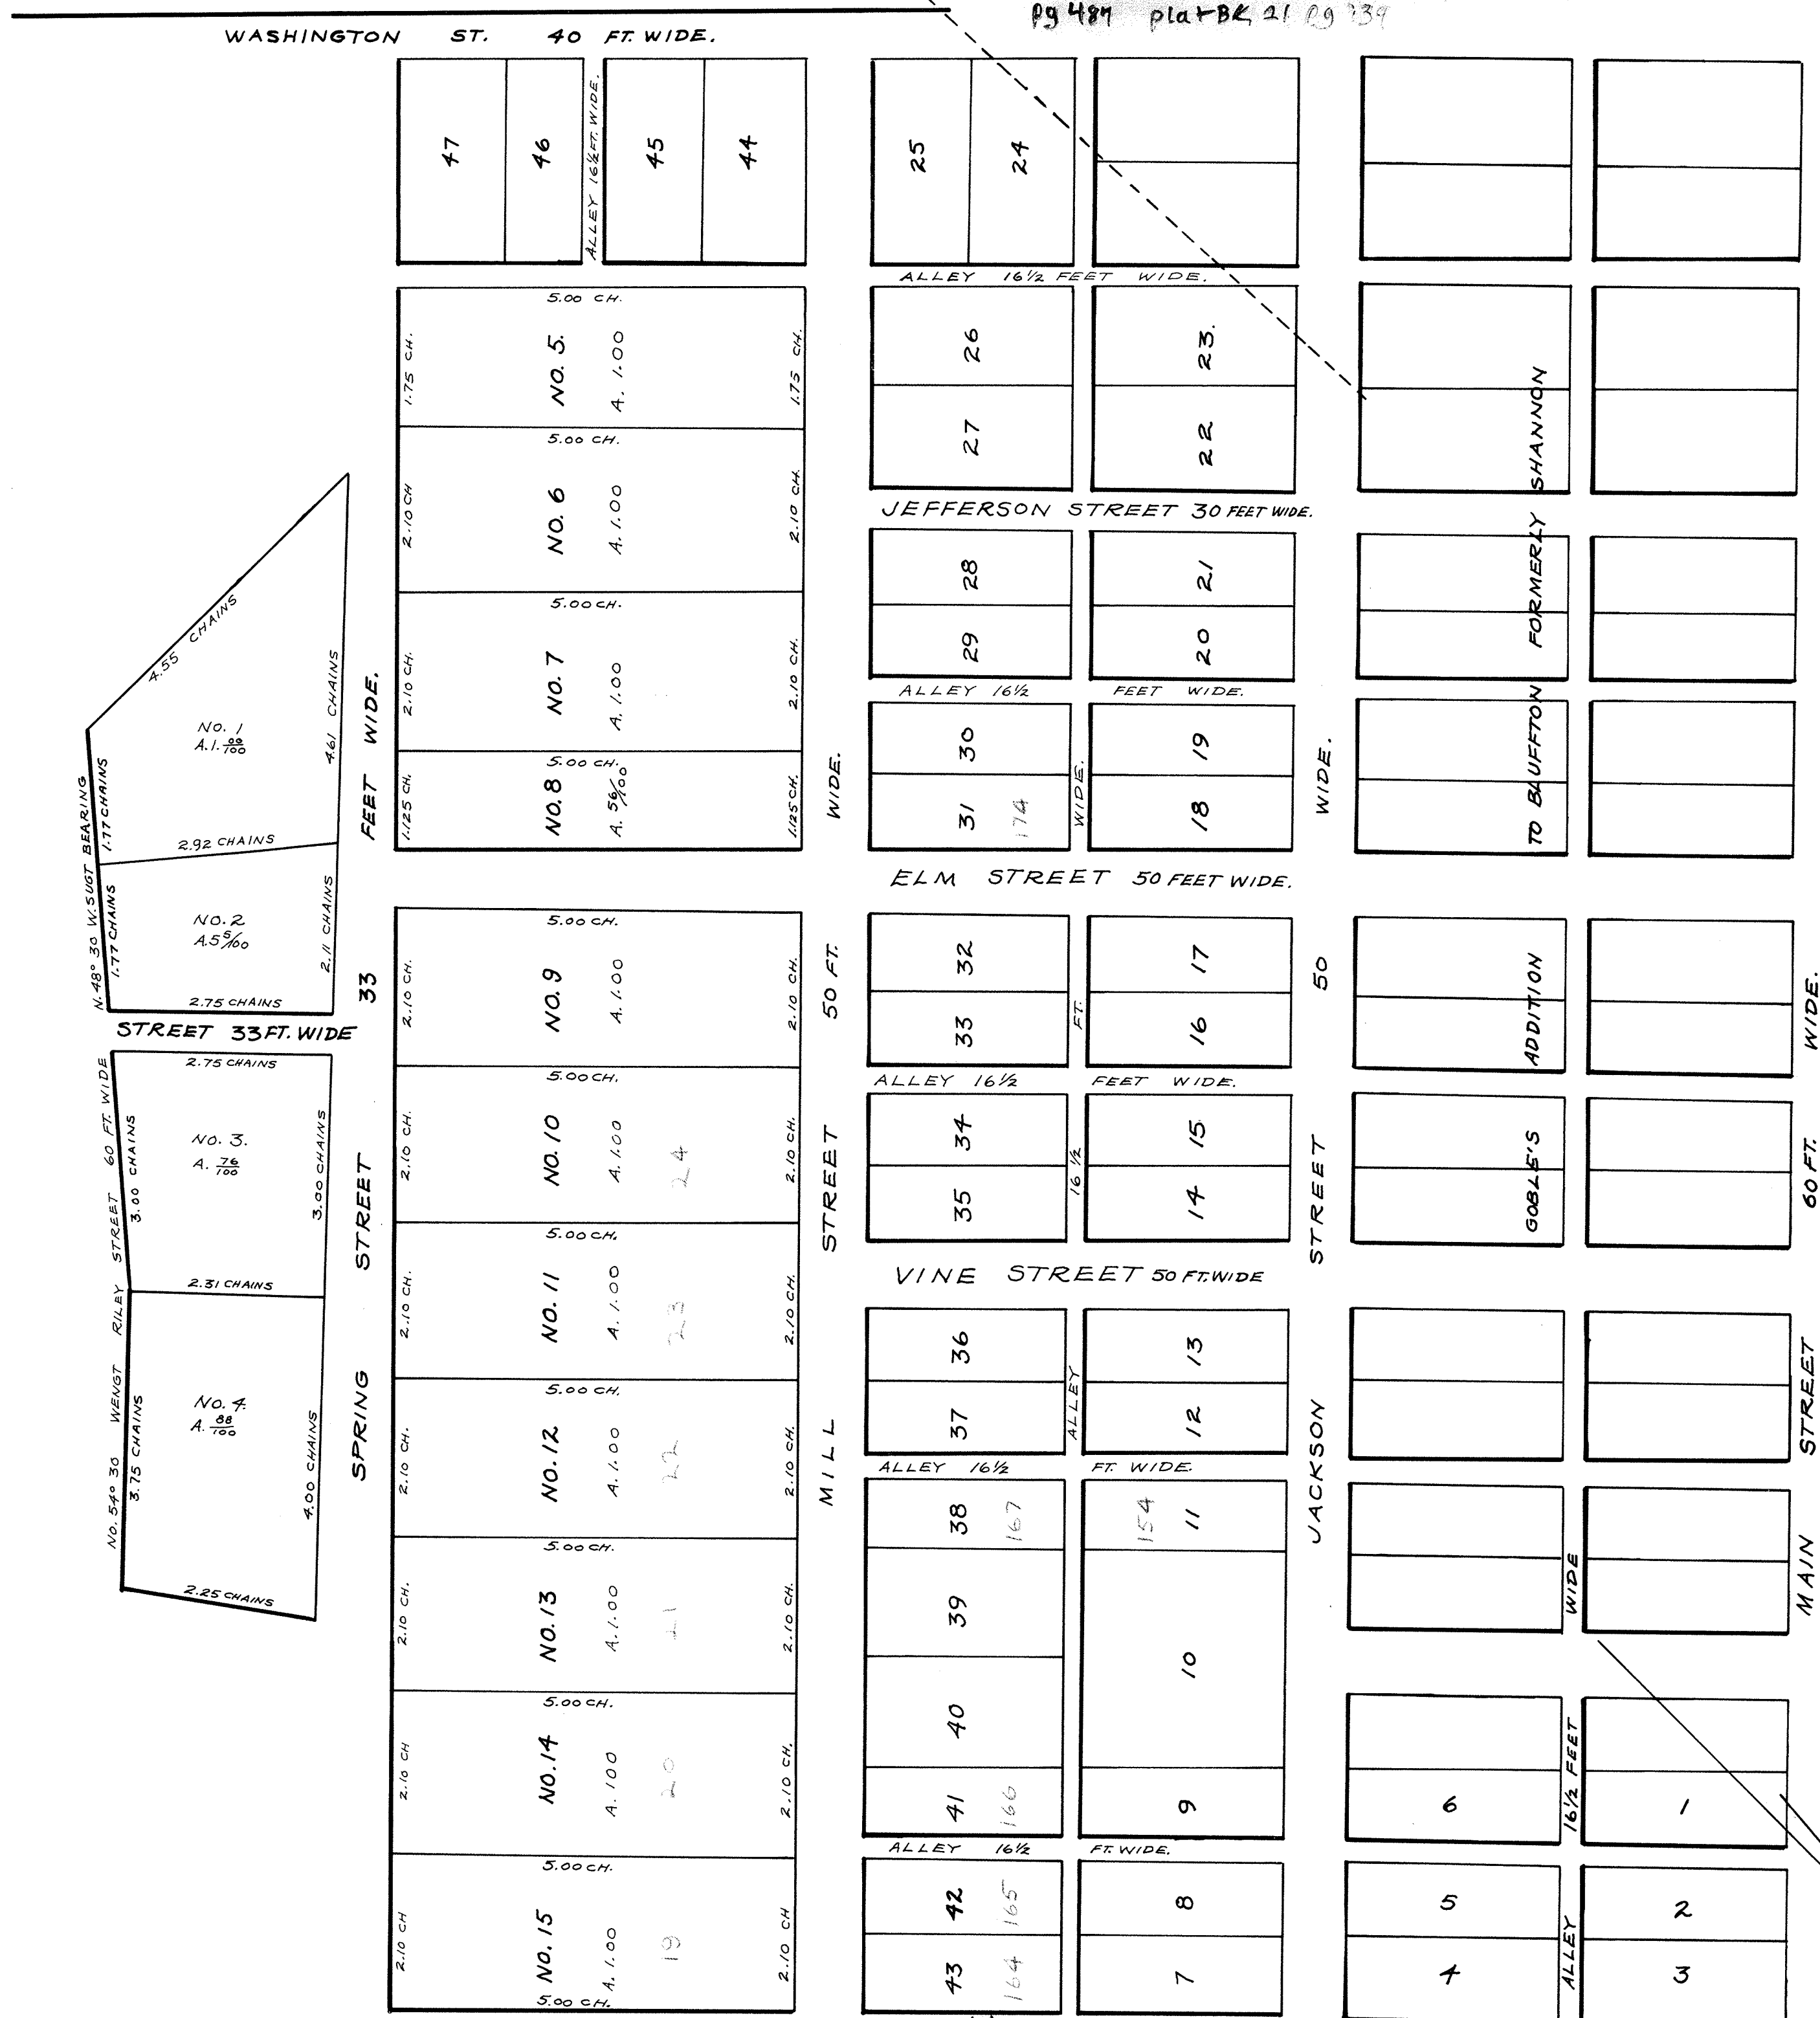 pg 487 plat BK 21 pg 239
WASHINGTON ST. 40 FT. WIDE.
47
46
ALLEY 16½ FT. WIDE.
45
44
25
24
ALLEY 16½ FEET WIDE.
5.00 CH.
1.75 CH.
NO. 5.
A. 1.00
1.75 CH.
5.00 CH.
2.10 CH
NO. 6
A. 1.00
2.10 CH.
5.00 CH.
2.10 CH.
NO. 7
A. 1.00
2.10 CH.
5.00 CH.
1.125 CH.
NO. 8
A. 56/100
1.125 CH.
26
23.
27
22
JEFFERSON STREET 30 FEET WIDE.
28
21
29
20
ALLEY 16½ FEET WIDE.
30
19
31
174
18
ELM STREET 50 FEET WIDE.
4.55 CHAINS
NO. 1
A. 1. 00/100
4.61 CHAINS
1.77 CHAINS
2.92 CHAINS
N. 48° 30 W. SUGT BEARING
1.77 CHAINS
NO. 2
A. 5 5/100
2.11 CHAINS
2.75 CHAINS
STREET 33 FT. WIDE
2.75 CHAINS
3.00 CHAINS
NO. 3.
A. 76/100
3.00 CHAINS
2.31 CHAINS
NO. 54° 30 WENGT RILEY STREET 60 FT. WIDE
3.75 CHAINS
NO. 4.
A. 88/100
4.00 CHAINS
2.25 CHAINS
SPRING STREET 33 FEET WIDE.
5.00 CH.
2.10 CH.
NO. 9
A. 1.00
2.10 CH.
5.00 CH.
2.10 CH.
NO. 10
A. 1.00
24
2.10 CH.
5.00 CH.
2.10 CH.
NO. 11
A. 1.00
23
2.10 CH.
5.00 CH.
2.10 CH.
NO. 12
A. 1.00
22
2.10 CH.
5.00 CH.
2.10 CH.
NO. 13
A. 1.00
21
2.10 CH.
5.00 CH.
2.10 CH
NO. 14
A. 100
20
2.10 CH.
5.00 CH.
2.10 CH
NO. 15
A. 1.00
19
2.10 CH
5.00 CH.
MILL STREET 50 FT. WIDE.
32
17
33
16
ALLEY 16½ FEET WIDE.
34
15
35
14
VINE STREET 50 FT. WIDE
36
13
37
12
ALLEY 16½ FT. WIDE.
38
167
154
11
39
10
40
41
166
9
ALLEY 16½ FT. WIDE.
42
165
8
43
164
7
ALLEY 16½ FT. WIDE.
JACKSON STREET 50 WIDE.
GOBLE'S ADDITION TO BLUFFTON FORMERLY SHANNON
6
1
5
2
4
3
ALLEY 16½ FEET WIDE
MAIN STREET 60 FT. WIDE.